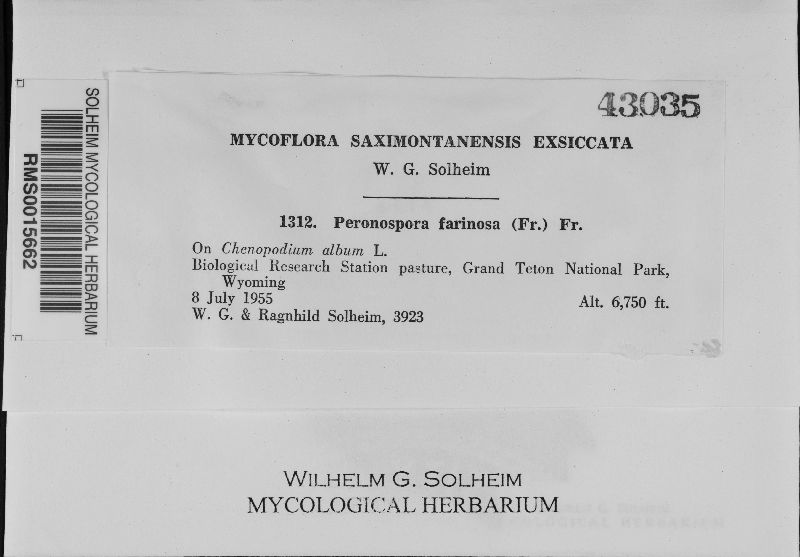 43035
MYCOFLORA SAXIMONTANENSIS EXSICCATA
W. G. Solheim
1312. Peronospora farinosa (Fr.) Fr.
On Chenopodium album L.
Biological Research Station pasture, Grand Teton National Park,
Wyoming
8 July 1955 Alt. 6,750 ft.
W. G. & Ragnhild Solheim, 3923
SOLHEIM MYCOLOGICAL HERBARIUM
RMS0015662
WILHELM G. SOLHEIM
MYCOLOGICAL HERBARIUM